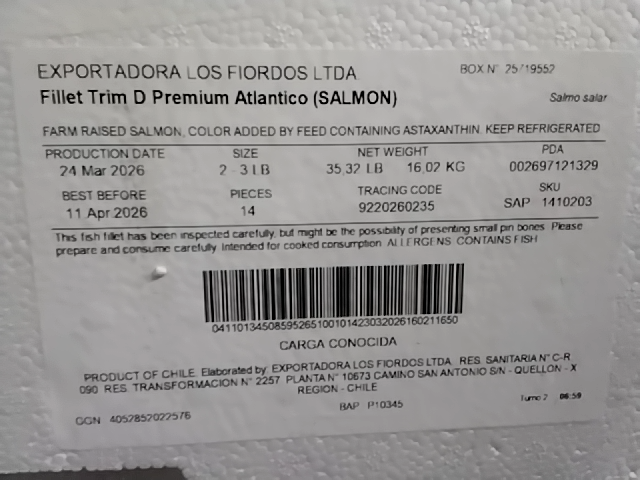 EXPORTADORA LOS FIORDOS LTDA. BOX N° 25719552
Fillet Trim D Premium Atlantico (SALMON) Salmo salar
FARM RAISED SALMON, COLOR ADDED BY FEED CONTAINING ASTAXANTHIN. KEEP REFRIGERATED
PRODUCTION DATE SIZE NET WEIGHT PDA
24 Mar 2026 2 - 3 LB 35,32 LB 16,02 KG 002697121329
BEST BEFORE PIECES TRACING CODE SKU
11 Apr 2026 14 9220260235 SAP 1410203
This fish fillet has been inspected carefully, but might be the possibility of presenting small pin bones. Please
prepare and consume carefully. Intended for cooked consumption. ALLERGENS: CONTAINS FISH
04110134508595265100101423032026160211650
CARGA CONOCIDA
PRODUCT OF CHILE. Elaborated by: EXPORTADORA LOS FIORDOS LTDA. RES. SANITARIA N° C-R
090 RES. TRANSFORMACION N° 2257 PLANTA N° 10673 CAMINO SAN ANTONIO S/N - QUELLON - X
REGION - CHILE
GGN 4052852022576 BAP P10345 Turno 2 06:59